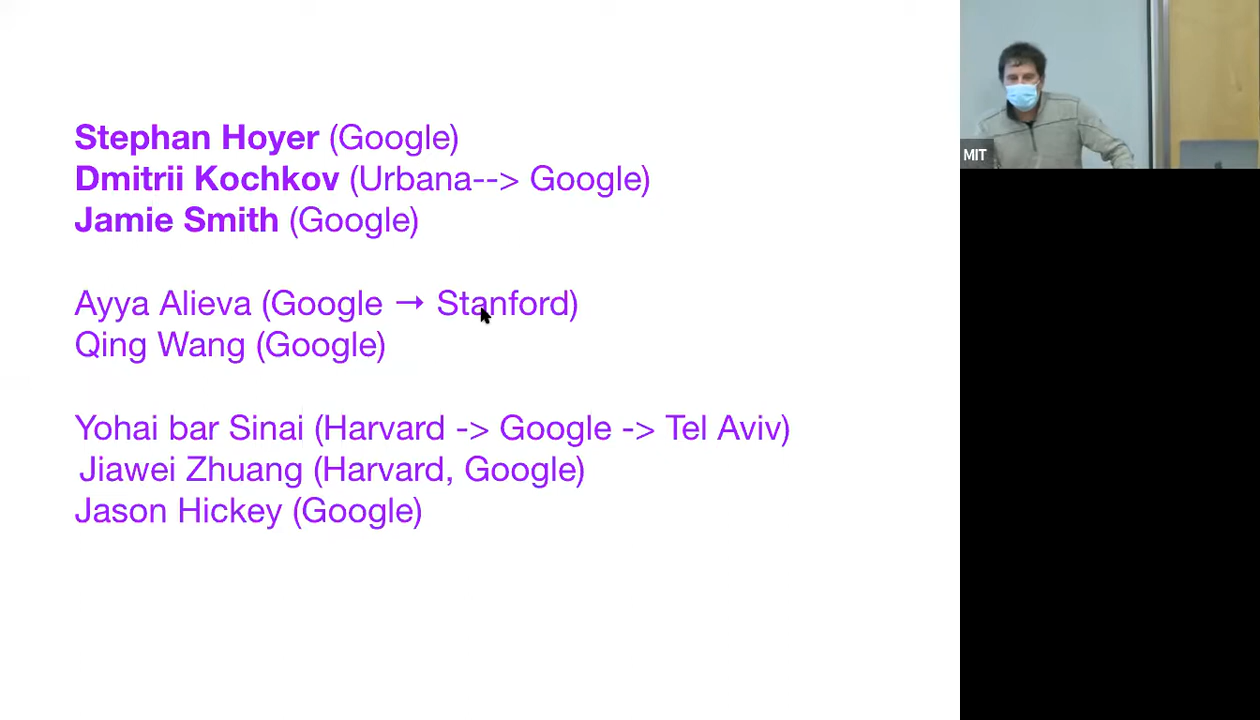 Stephan Hoyer (Google)
Dmitrii Kochkov (Urbana--> Google)
Jamie Smith (Google)
Ayya Alieva (Google → Stanford)
Qing Wang (Google)
Yohai bar Sinai (Harvard -> Google -> Tel Aviv)
Jiawei Zhuang (Harvard, Google)
Jason Hickey (Google)
MIT